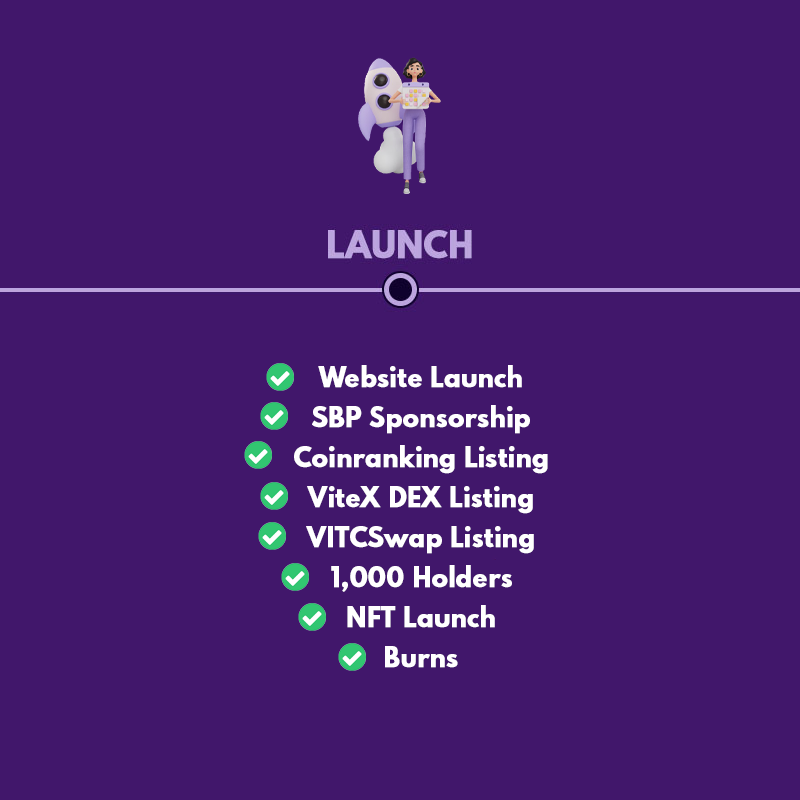 LAUNCH
Website Launch
SBP Sponsorship
Coinranking Listing
ViteX DEX Listing
VITCSwap Listing
1,000 Holders
NFT Launch
Burns